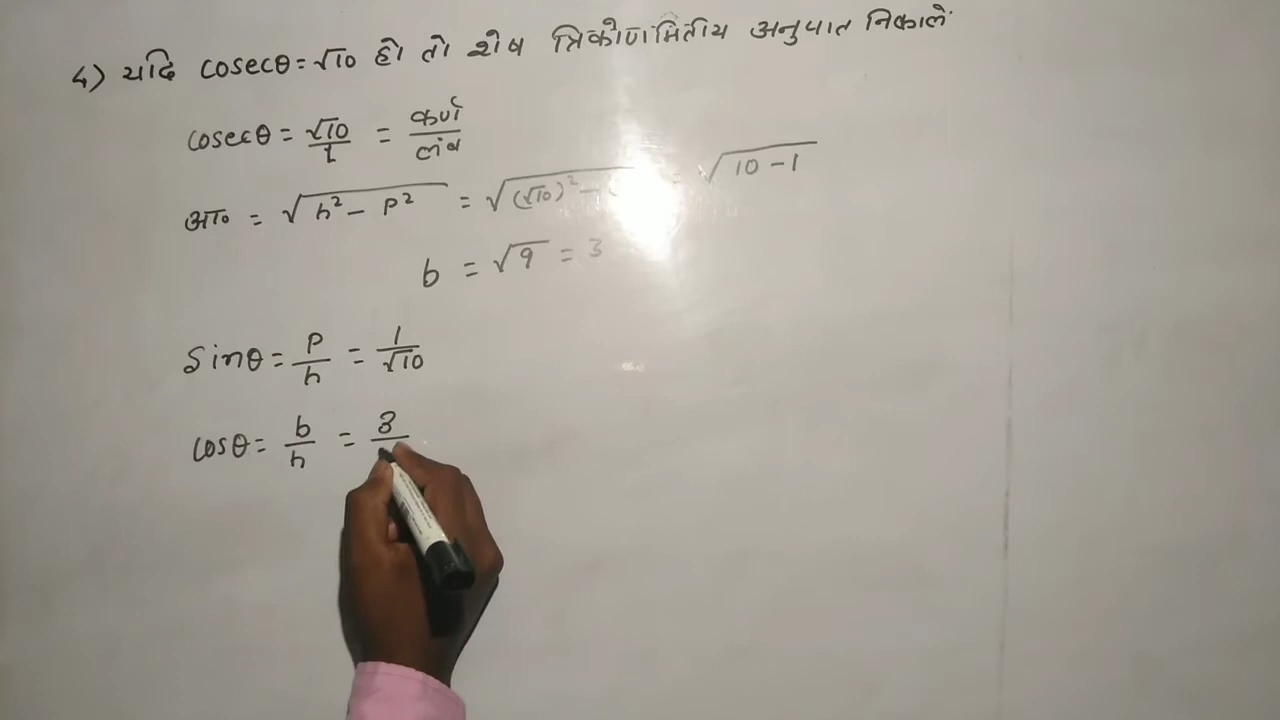 4) यदि cosecθ = √10 हो तो शेष त्रिकोणमितीय अनुपात निकालें
cosecθ = √10/1 = कर्ण/लंब
आ० = √h² - p² = √(√10)² - = √10 - 1
b = √9 = 3
sinθ = p/h = 1/√10
cosθ = b/h = 3/